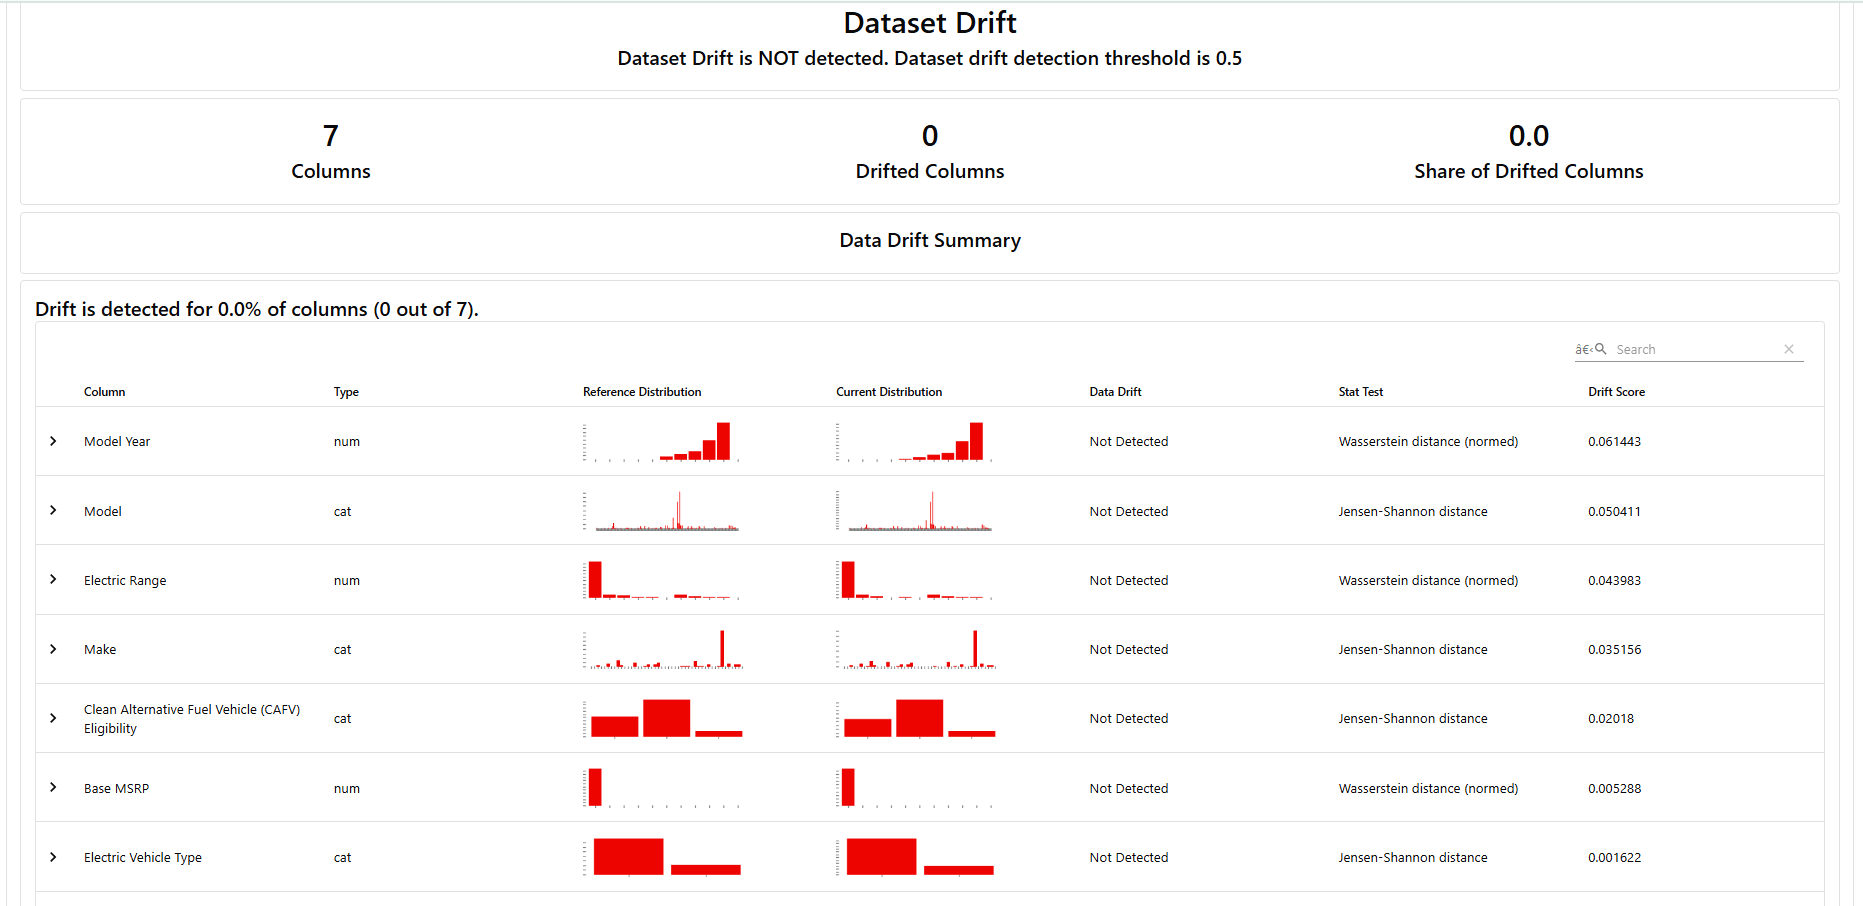 Dataset Drift
Dataset Drift is NOT detected. Dataset drift detection threshold is 0.5
7
Columns
0
Drifted Columns
0.0
Share of Drifted Columns
Data Drift Summary
Drift is detected for 0.0% of columns (0 out of 7).
â€‹ Search
Column Type Reference Distribution Current Distribution Data Drift Stat Test Drift Score
Model Year num Not Detected Wasserstein distance (normed) 0.061443
Model cat Not Detected Jensen-Shannon distance 0.050411
Electric Range num Not Detected Wasserstein distance (normed) 0.043983
Make cat Not Detected Jensen-Shannon distance 0.035156
Clean Alternative Fuel Vehicle (CAFV)
Eligibility cat Not Detected Jensen-Shannon distance 0.02018
Base MSRP num Not Detected Wasserstein distance (normed) 0.005288
Electric Vehicle Type cat Not Detected Jensen-Shannon distance 0.001622